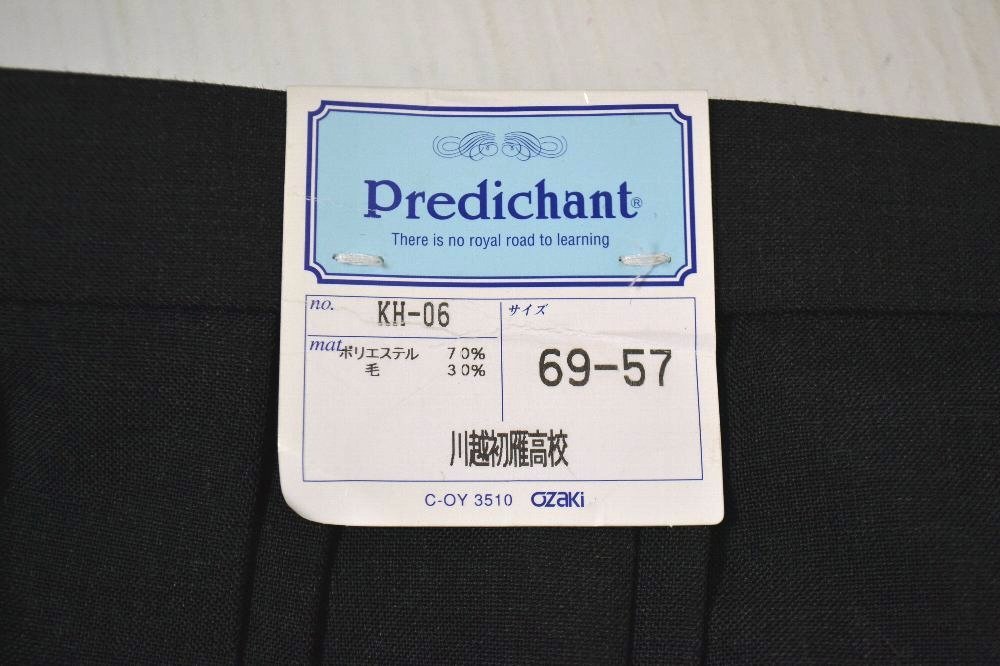 Predichant®
There is no royal road to learning
no. KH-06
サイズ
mat. ポリエステル 70%
毛 30%
69-57
川越初雁高校
C-OY 3510 Ozaki